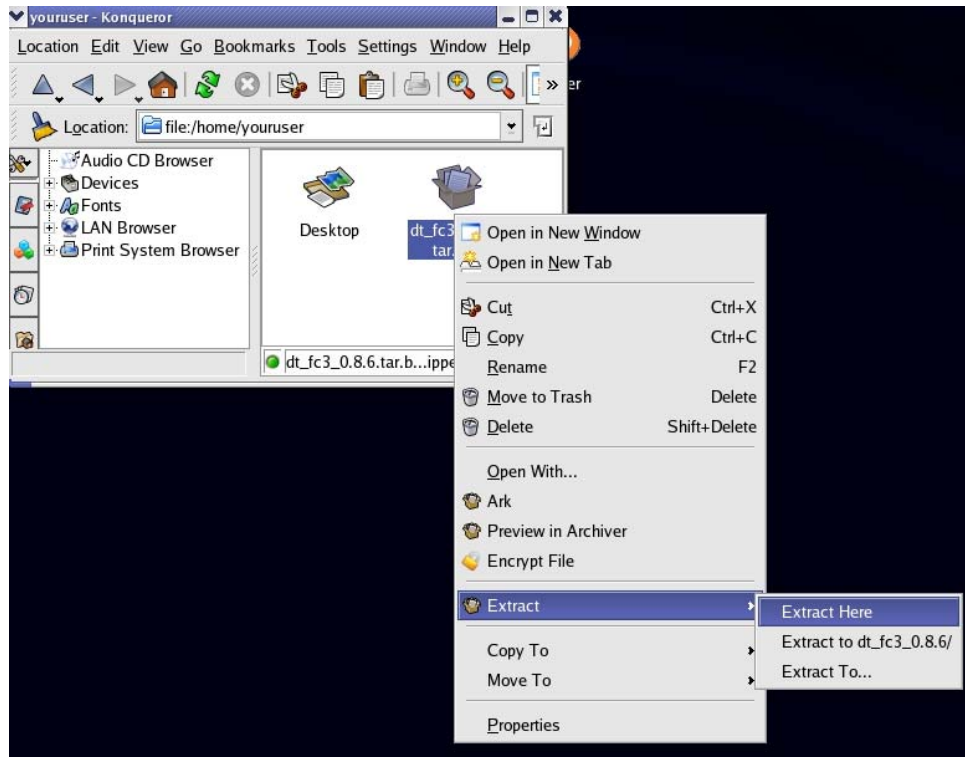 youruser - Konqueror
Location Edit View Go Bookmarks Tools Settings Window Help
»
er
Location: file:/home/youruser
Audio CD Browser
Devices
Fonts
LAN Browser
Print System Browser
Desktop
dt_fc3
tar.
dt_fc3_0.8.6.tar.b...ippe
Open in New Window
Open in New Tab
Cut Ctrl+X
Copy Ctrl+C
Rename F2
Move to Trash Delete
Delete Shift+Delete
Open With...
Ark
Preview in Archiver
Encrypt File
Extract
Extract Here
Extract to dt_fc3_0.8.6/
Extract To...
Copy To
Move To
Properties